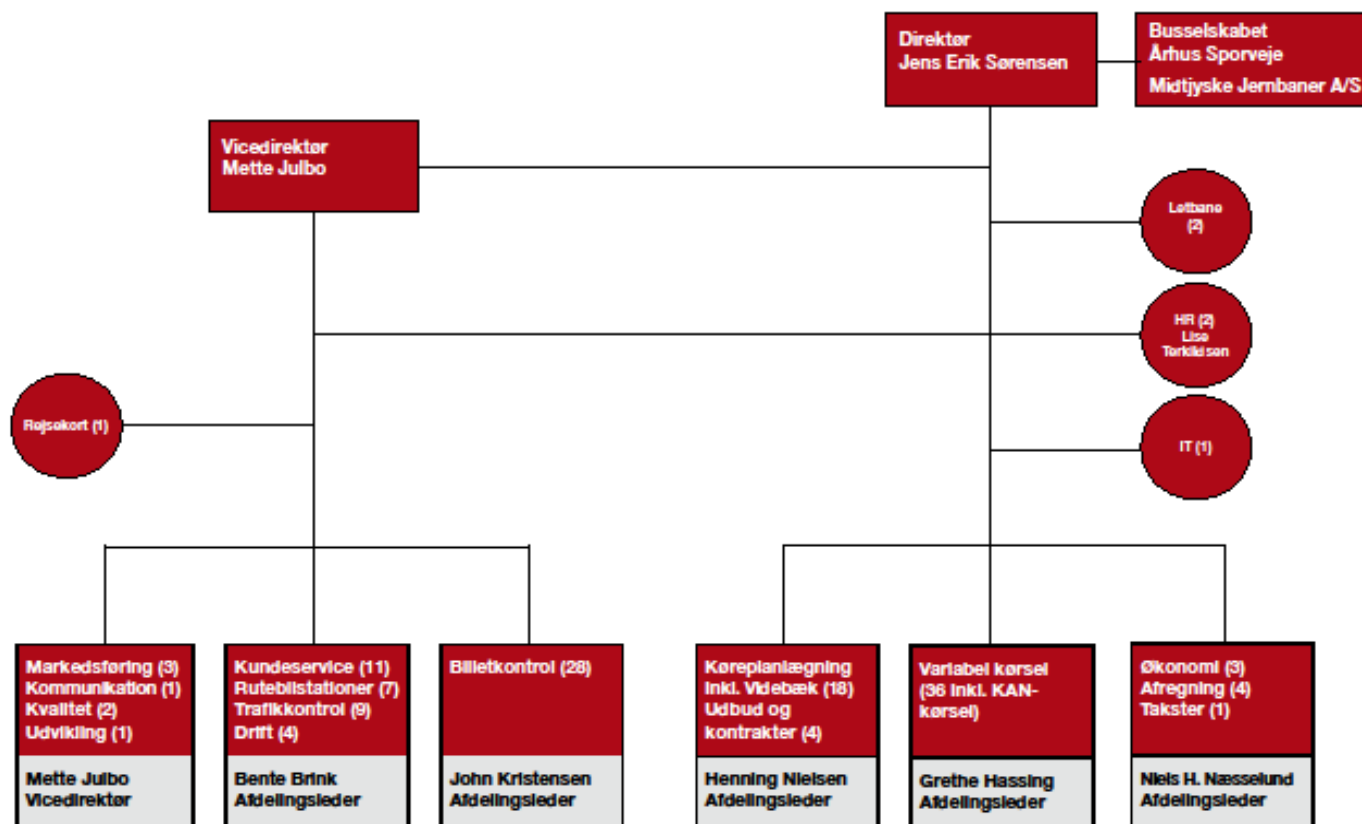 Direktør
Jens Erik Sørensen
Busselskabet
Århus Sporveje
Midtjyske Jernbaner A/S
Vicedirektør
Mette Julbo
Letbane
(2)
HR (2)
Lise
Terkildsen
Rejsekort (1)
IT (1)
Markedsføring (3)
Kommunikation (1)
Kvalitet (2)
Udvikling (1)
Mette Julbo
Vicedirektør
Kundeservice (11)
Rutebilstationer (7)
Trafikkontrol (9)
Drift (4)
Bente Brink
Afdelingsleder
Billetkontrol (28)
John Kristensen
Afdelingsleder
Køreplanlægning
inkl. Videbæk (18)
Udbud og
kontrakter (4)
Henning Nielsen
Afdelingsleder
Variabel kørsel
(36 inkl. KAN-
kørsel)
Grethe Hassing
Afdelingsleder
Økonomi (3)
Afregning (4)
Takster (1)
Niels H. Næsselund
Afdelingsleder